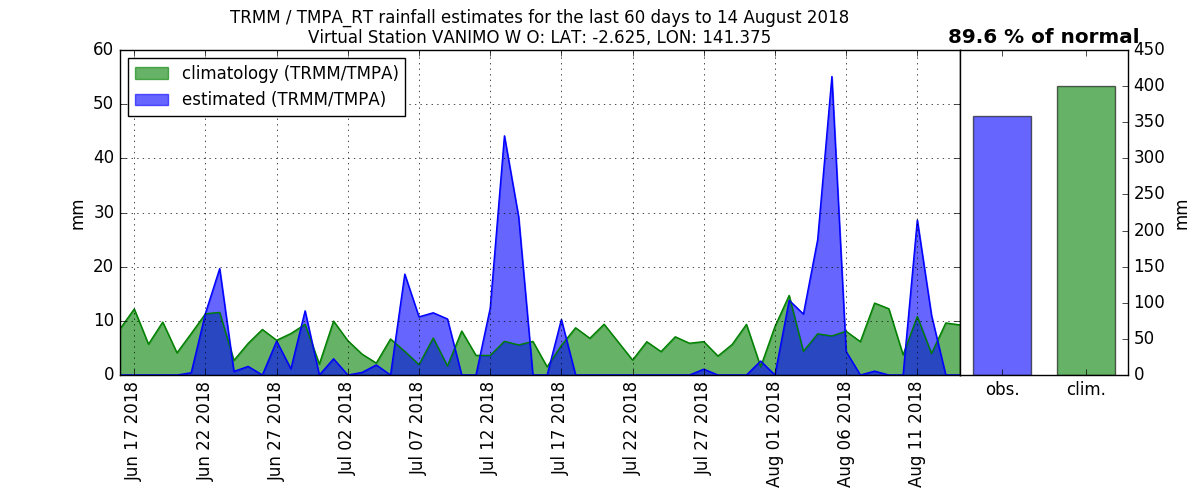 TRMM / TMPA_RT rainfall estimates for the last 60 days to 14 August 2018
Virtual Station VANIMO W O: LAT: -2.625, LON: 141.375
89.6 % of normal
climatology (TRMM/TMPA)
estimated (TRMM/TMPA)
60
50
40
30
20
10
0
mm
Jun 17 2018
Jun 22 2018
Jun 27 2018
Jul 02 2018
Jul 07 2018
Jul 12 2018
Jul 17 2018
Jul 22 2018
Jul 27 2018
Aug 01 2018
Aug 06 2018
Aug 11 2018
450
400
350
300
250
200
150
100
50
0
mm
obs.
clim.